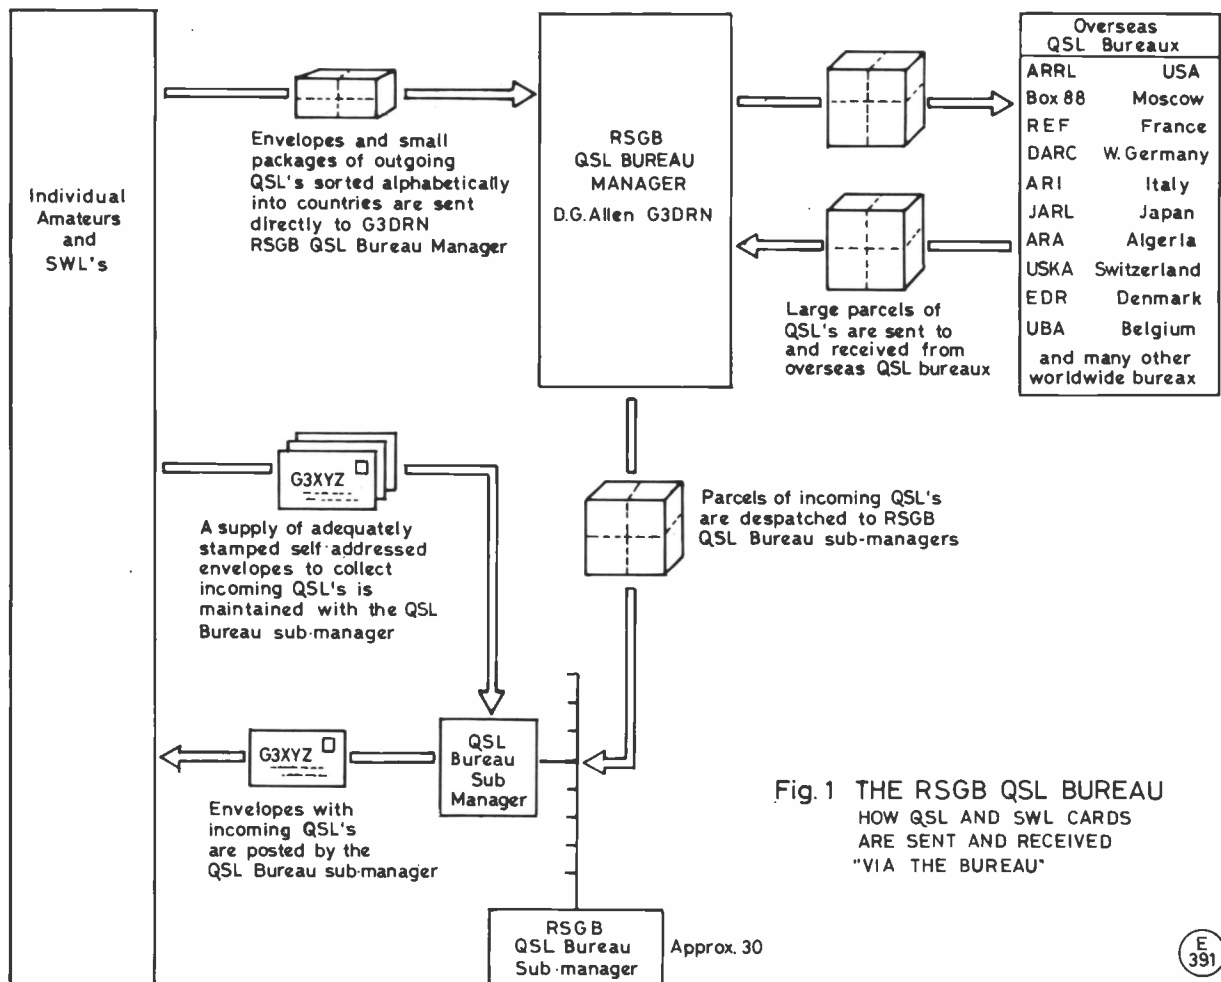 Individual
Amateurs
and
SWL's
Envelopes and small
packages of outgoing
QSL's sorted alphabetically
into countries are sent
directly to G3DRN
RSGB QSL Bureau Manager
RSGB
QSL BUREAU
MANAGER
D.G.Allen G3DRN
Large parcels of
QSL's are sent to
and received from
overseas QSL bureaux
Overseas
QSL Bureaux
ARRL USA
Box 88 Moscow
REF France
DARC W. Germany
ARI Italy
JARL Japan
ARA Algeria
USKA Switzerland
EDR Denmark
UBA Belgium
and many other
worldwide bureax
G3XYZ
A supply of adequately
stamped self-addressed
envelopes to collect
incoming QSL's is
maintained with the QSL
Bureau sub-manager
Parcels of incoming QSL's
are despatched to RSGB
QSL Bureau sub-managers
G3XYZ
Envelopes with
incoming QSL's
are posted by the
QSL Bureau sub-manager
QSL
Bureau
Sub
Manager
RSGB
QSL Bureau
Sub-manager
Approx. 30
Fig. 1 THE RSGB QSL BUREAU
HOW QSL AND SWL CARDS
ARE SENT AND RECEIVED
"VIA THE BUREAU"
E
391